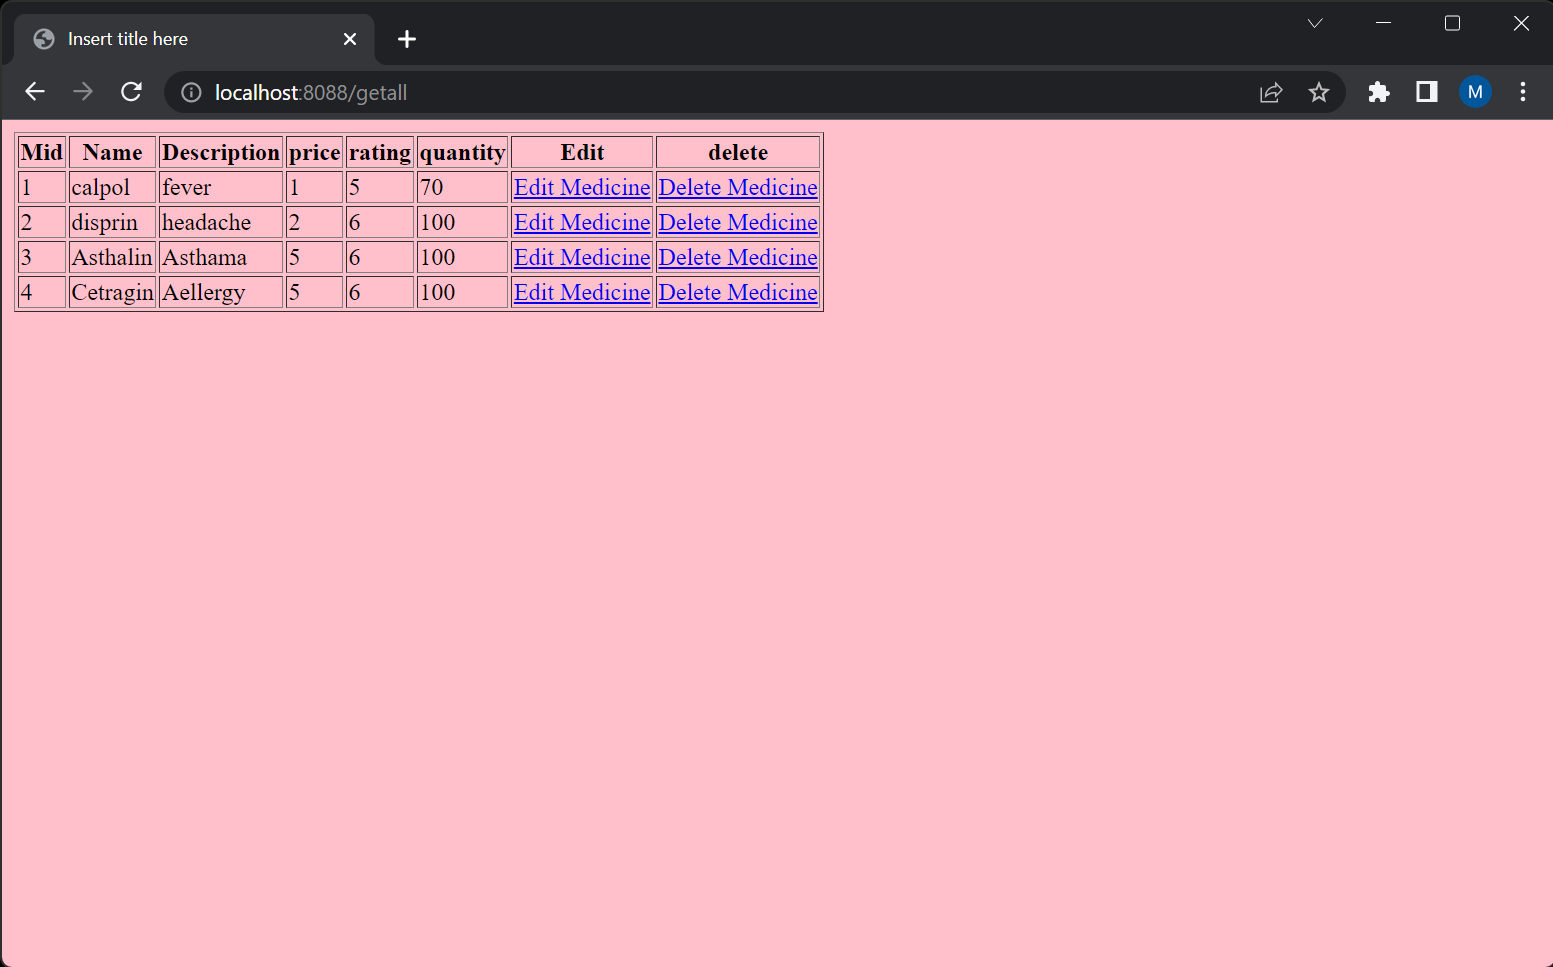 Insert title here
localhost:8088/getall
M
Mid Name Description price rating quantity Edit delete
1 calpol fever 1 5 70 Edit Medicine Delete Medicine
2 disprin headache 2 6 100 Edit Medicine Delete Medicine
3 Asthalin Asthama 5 6 100 Edit Medicine Delete Medicine
4 Cetragin Aellergy 5 6 100 Edit Medicine Delete Medicine